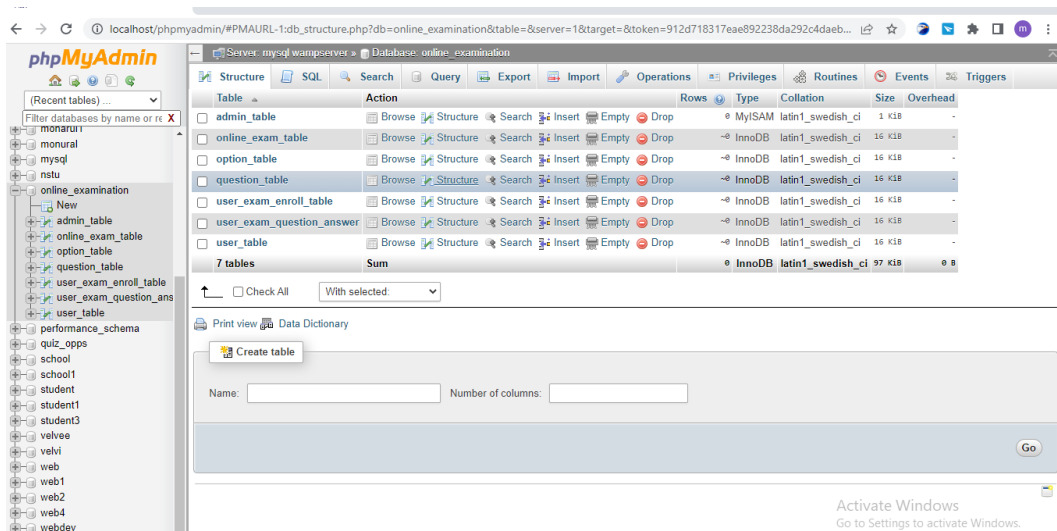 localhost/phpmyadmin/#PMAURL-1:db_structure.php?db=online_examination&table=&server=1&target=&token=912d718317eae892238da292c4daeb...
m
phpMyAdmin
(Recent tables) ...
Filter databases by name or re X
monural
mysql
nstu
online_examination
New
admin_table
online_exam_table
option_table
question_table
user_exam_enroll_table
user_exam_question_ans
user_table
performance_schema
quiz_opps
school
school1
student
student1
student3
velvee
velvi
web
web1
web2
web4
webdev
Server: mysql wampserver » Database: online_examination
Structure SQL Search Query Export Import Operations Privileges Routines Events Triggers
Table Action Rows Type Collation Size Overhead
admin_table Browse Structure Search Insert Empty Drop 0 MyISAM latin1_swedish_ci 1 KiB -
online_exam_table Browse Structure Search Insert Empty Drop ~0 InnoDB latin1_swedish_ci 16 KiB -
option_table Browse Structure Search Insert Empty Drop ~0 InnoDB latin1_swedish_ci 16 KiB -
question_table Browse Structure Search Insert Empty Drop ~0 InnoDB latin1_swedish_ci 16 KiB -
user_exam_enroll_table Browse Structure Search Insert Empty Drop ~0 InnoDB latin1_swedish_ci 16 KiB -
user_exam_question_answer Browse Structure Search Insert Empty Drop ~0 InnoDB latin1_swedish_ci 16 KiB -
user_table Browse Structure Search Insert Empty Drop ~0 InnoDB latin1_swedish_ci 16 KiB -
7 tables Sum 0 InnoDB latin1_swedish_ci 97 KiB 0 B
Check All With selected:
Print view Data Dictionary
Create table
Name: Number of columns:
Go
Activate Windows
Go to Settings to activate Windows.